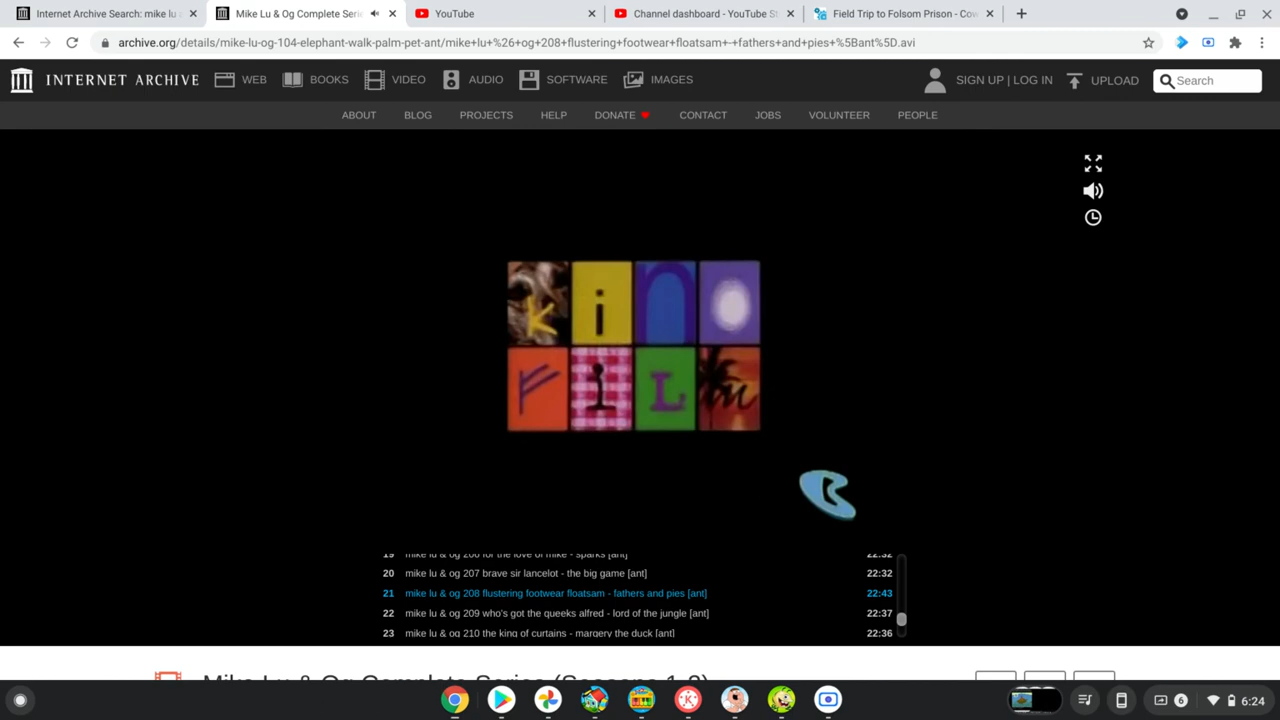 Internet Archive Search: mike lu
Mike Lu & Og Complete Serie
YouTube
Channel dashboard - YouTube St
Field Trip to Folsom Prison - Cow
archive.org/details/mike-lu-og-104-elephant-walk-palm-pet-ant/mike+lu+%26+og+208+flustering+footwear+floatsam+-+fathers+and+pies+%5Bant%5D.avi
INTERNET ARCHIVE
WEB
BOOKS
VIDEO
AUDIO
SOFTWARE
IMAGES
SIGN UP | LOG IN
UPLOAD
Search
ABOUT BLOG PROJECTS HELP DONATE CONTACT JOBS VOLUNTEER PEOPLE
kino
FiLm
19 mike lu & og 206 for the love of mike - sparks [ant] 22:32
20 mike lu & og 207 brave sir lancelot - the big game [ant] 22:32
21 mike lu & og 208 flustering footwear floatsam - fathers and pies [ant] 22:43
22 mike lu & og 209 who's got the queeks alfred - lord of the jungle [ant] 22:37
23 mike lu & og 210 the king of curtains - margery the duck [ant] 22:36
Mike Lu & Og Complete Series (Seasons 1-2)
6 6:24